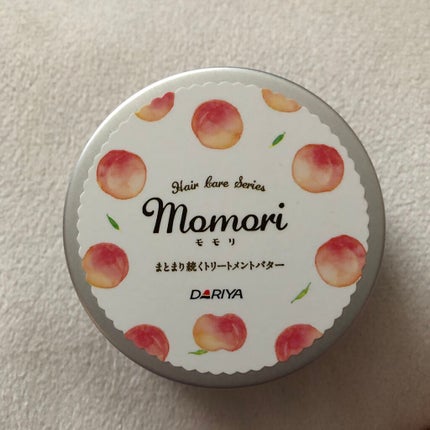 Hair Care Series
momori
モモリ
まとまり続くトリートメントバター
DARIYA